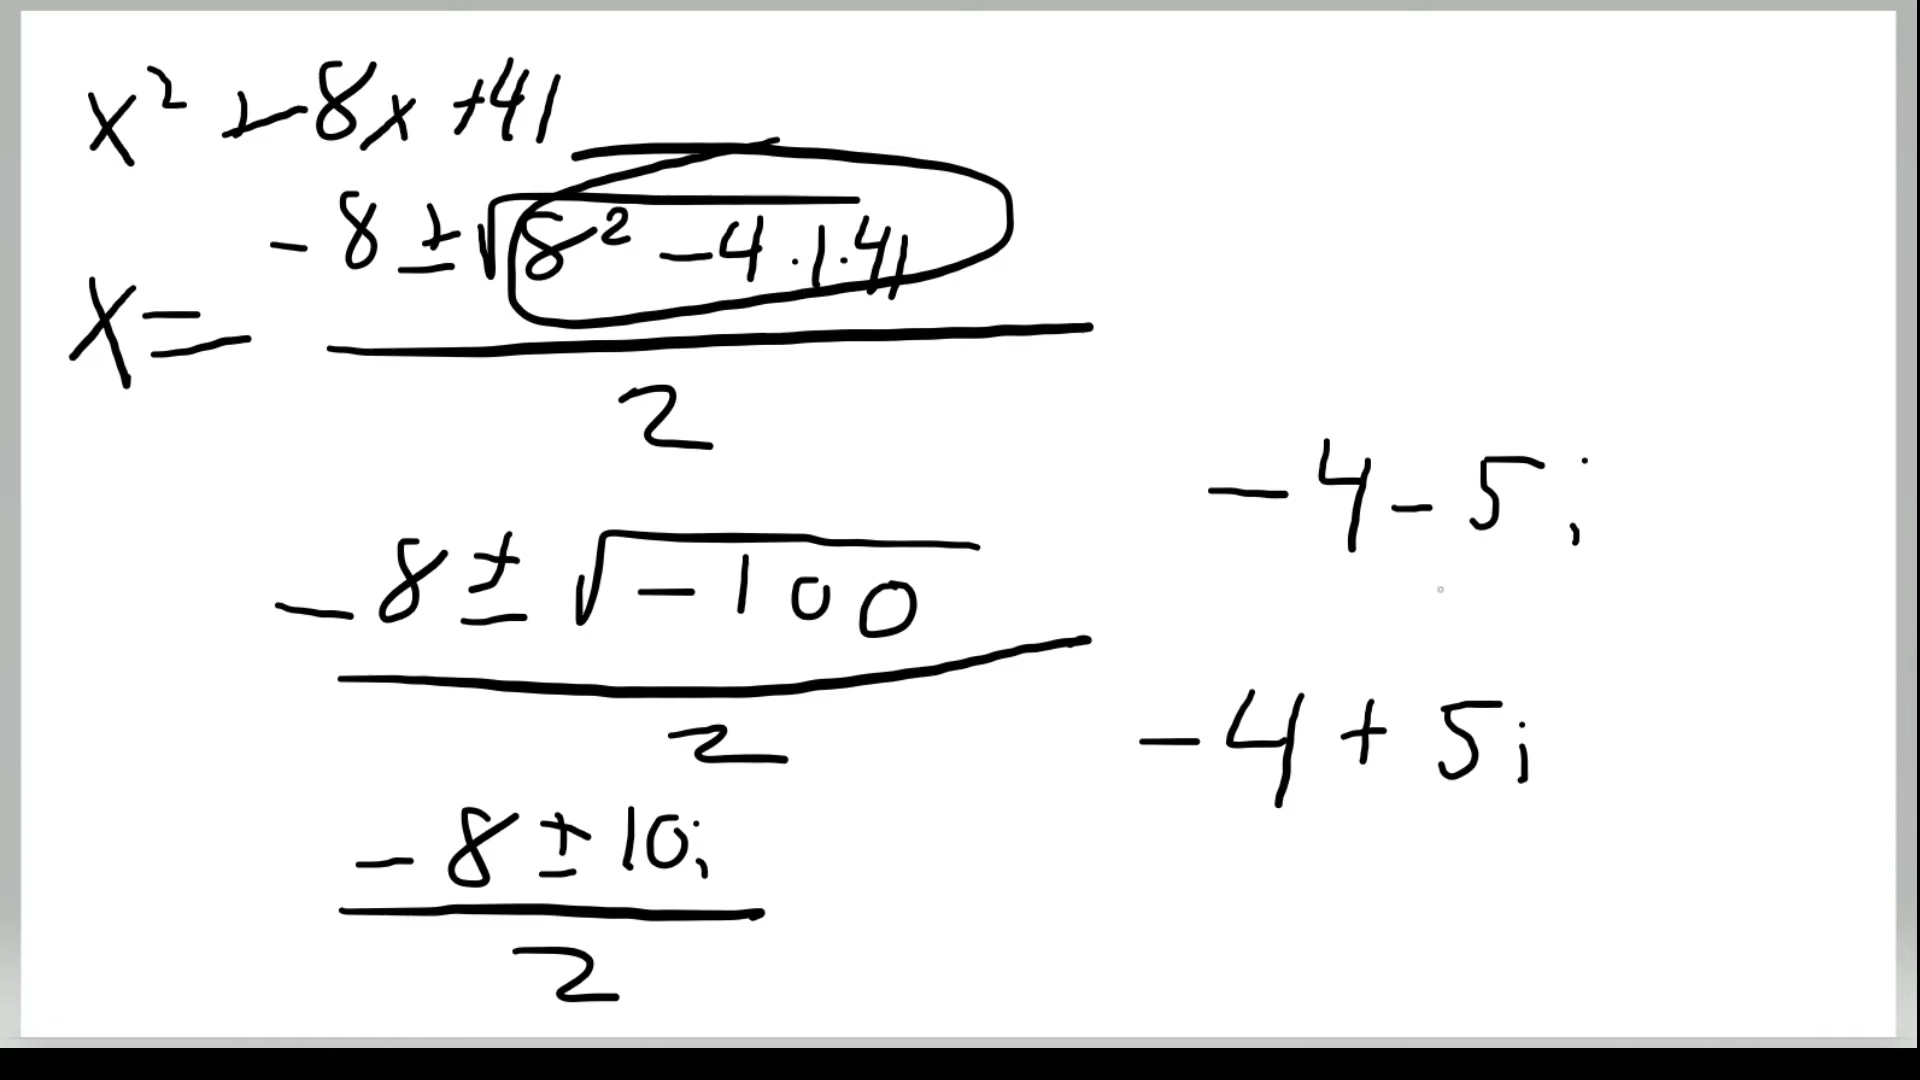 x² + 8x + 41
x = (-8 ± √(8² - 4 · 1 · 41)) / 2
(-8 ± √(-100)) / 2
(-8 ± 10i) / 2
-4 - 5i
-4 + 5i